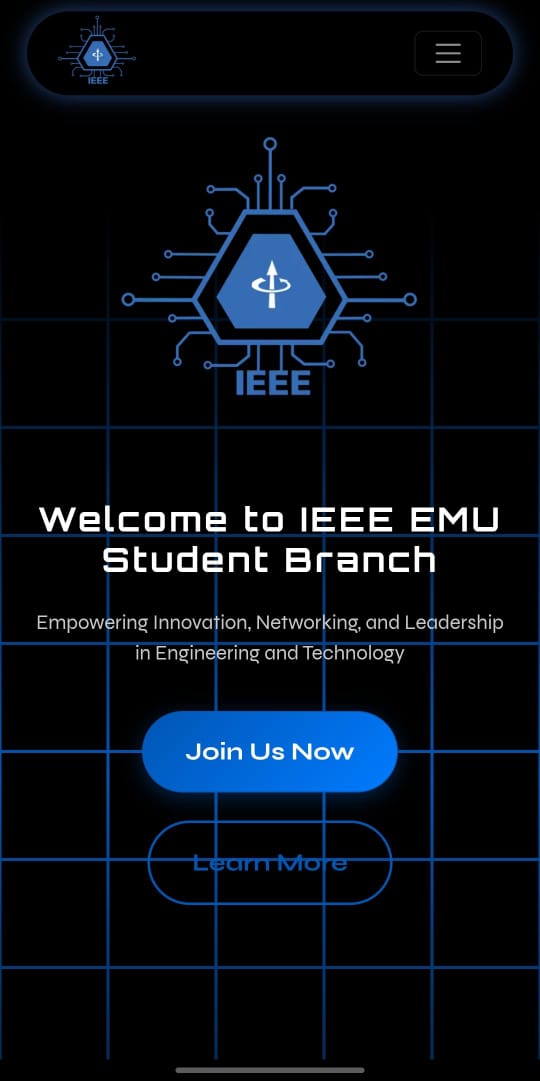 IEEE
IEEE
Welcome to IEEE EMU
Student Branch
Empowering Innovation, Networking, and Leadership
in Engineering and Technology
Join Us Now
Learn More